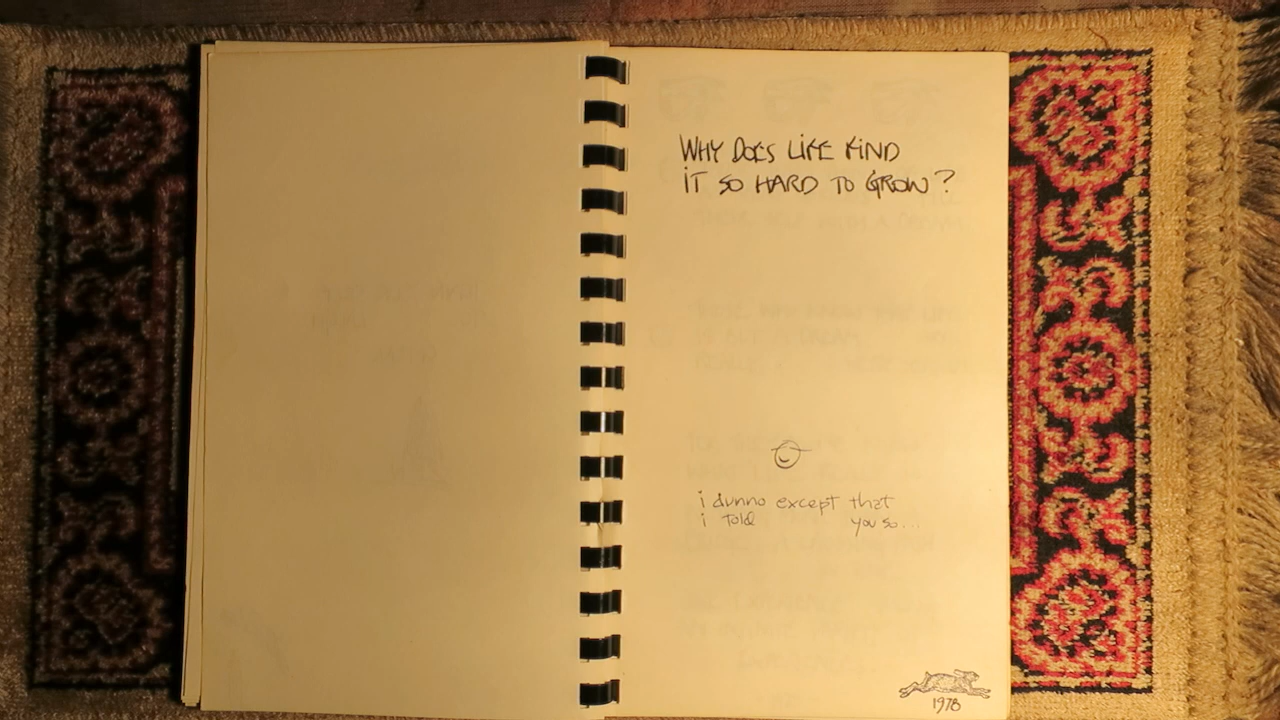 WHY DOES LIFE FIND
IT SO HARD TO GROW?
i dunno except that
i told you so...
1978